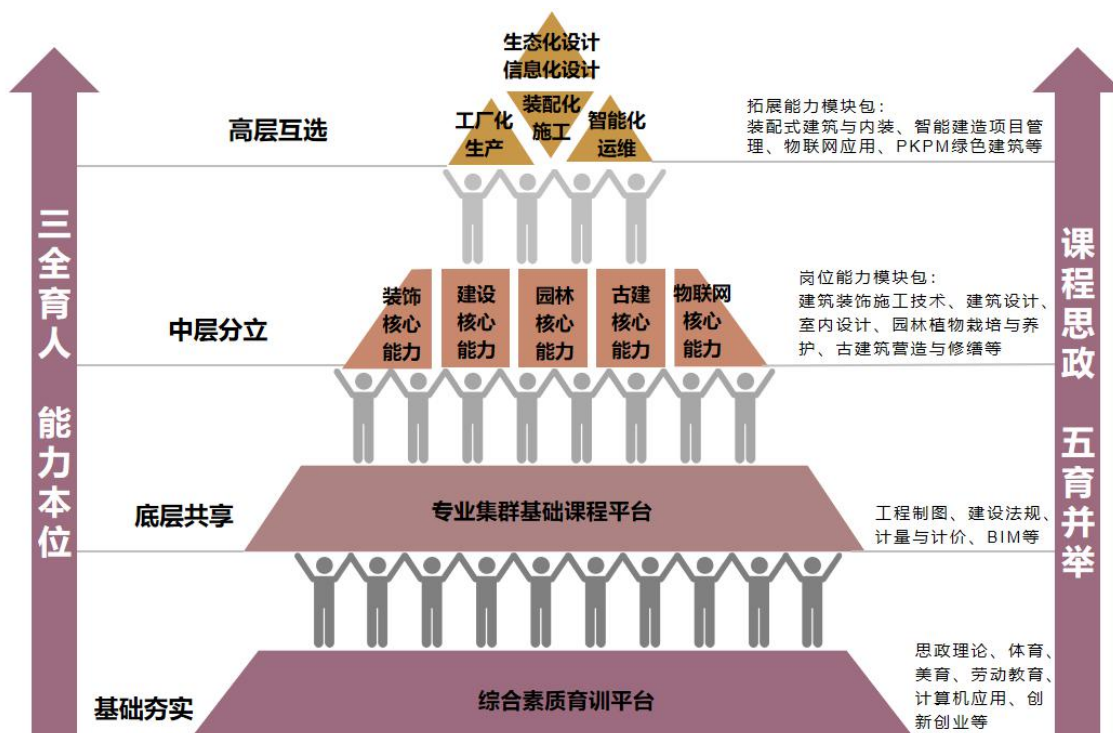 生态化设计
信息化设计
工厂化
生产
装配化
施工
智能化
运维
高层互选
拓展能力模块包：
装配式建筑与内装、智能建造项目管
理、物联网应用、PKPM绿色建筑等
三全育人 能力本位
课程思政 五育并举
中层分立
装饰
核心
能力
建设
核心
能力
园林
核心
能力
古建
核心
能力
物联网
核心
能力
岗位能力模块包：
建筑装饰施工技术、建筑设计、
室内设计、园林植物栽培与养
护、古建筑营造与修缮等
底层共享
专业集群基础课程平台
工程制图、建设法规、
计量与计价、BIM等
基础夯实
综合素质育训平台
思政理论、体育、
美育、劳动教育、
计算机应用、创
新创业等